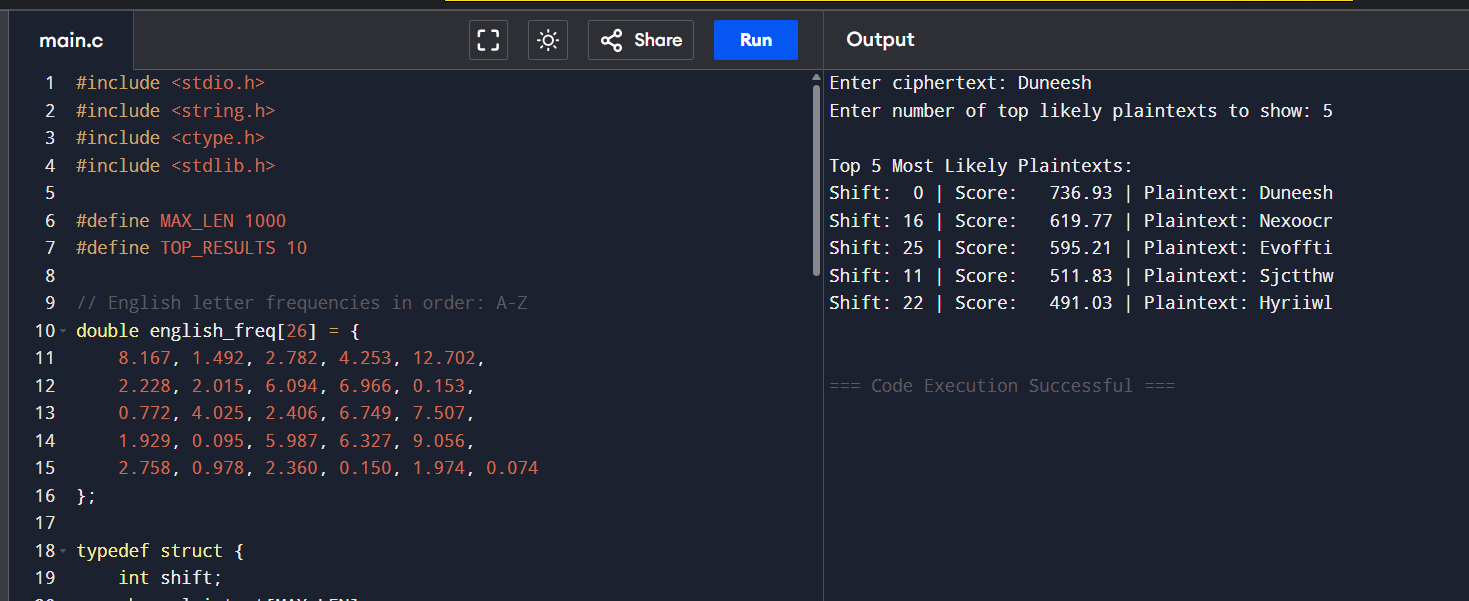 main.c
Share
Run
Output
1 #include <stdio.h>
2 #include <string.h>
3 #include <ctype.h>
4 #include <stdlib.h>
5
6 #define MAX_LEN 1000
7 #define TOP_RESULTS 10
8
9 // English letter frequencies in order: A-Z
10 double english_freq[26] = {
11 8.167, 1.492, 2.782, 4.253, 12.702,
12 2.228, 2.015, 6.094, 6.966, 0.153,
13 0.772, 4.025, 2.406, 6.749, 7.507,
14 1.929, 0.095, 5.987, 6.327, 9.056,
15 2.758, 0.978, 2.360, 0.150, 1.974, 0.074
16 };
17
18 typedef struct {
19 int shift;
Enter ciphertext: Duneesh
Enter number of top likely plaintexts to show: 5
Top 5 Most Likely Plaintexts:
Shift:  0 | Score:   736.93 | Plaintext: Duneesh
Shift: 16 | Score:   619.77 | Plaintext: Nexoocr
Shift: 25 | Score:   595.21 | Plaintext: Evoffti
Shift: 11 | Score:   511.83 | Plaintext: Sjctthw
Shift: 22 | Score:   491.03 | Plaintext: Hyriiwl
=== Code Execution Successful ===